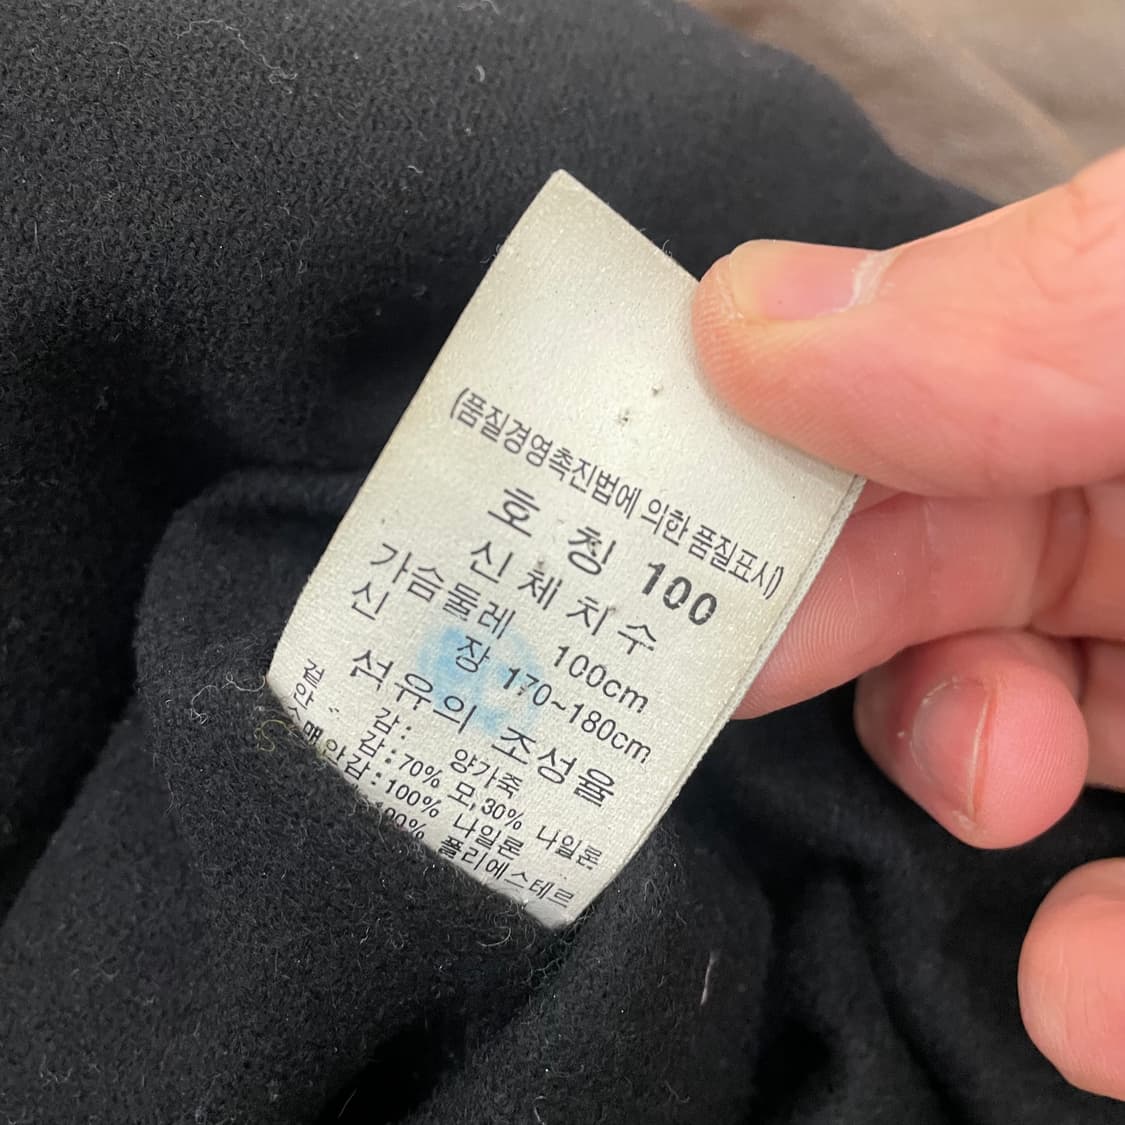 (품질경영촉진법에 의한 품질표시)
호 칭 100
신 체 치 수
가슴둘레 100cm
신 장 170~180cm
섬유의 조성율
겉 감: 양가죽
안 감: 70% 모, 30% 나일론
소매안감: 100% 나일론
100% 폴리에스테르